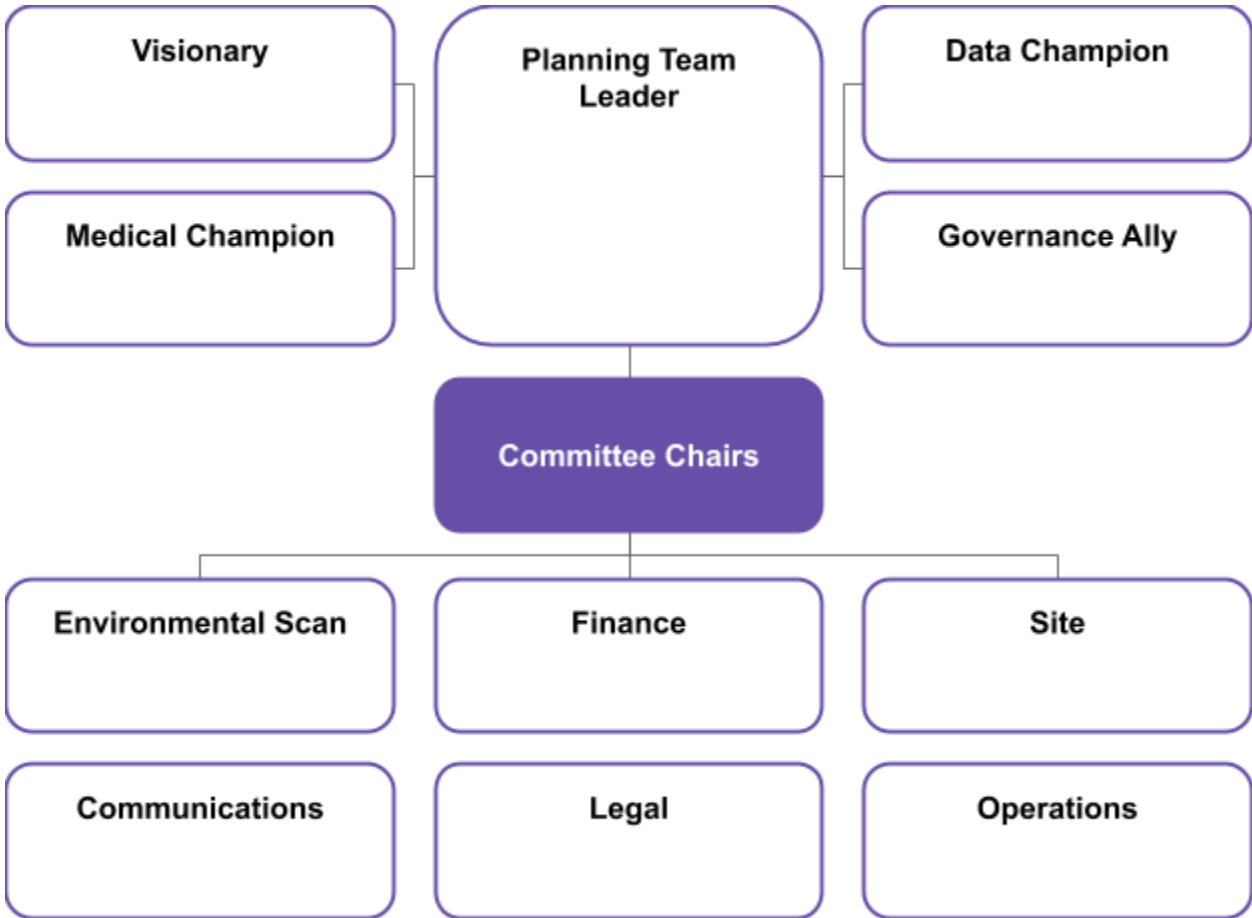 Visionary
Planning Team
Leader
Data Champion
Medical Champion
Governance Ally
Committee Chairs
Environmental Scan
Finance
Site
Communications
Legal
Operations